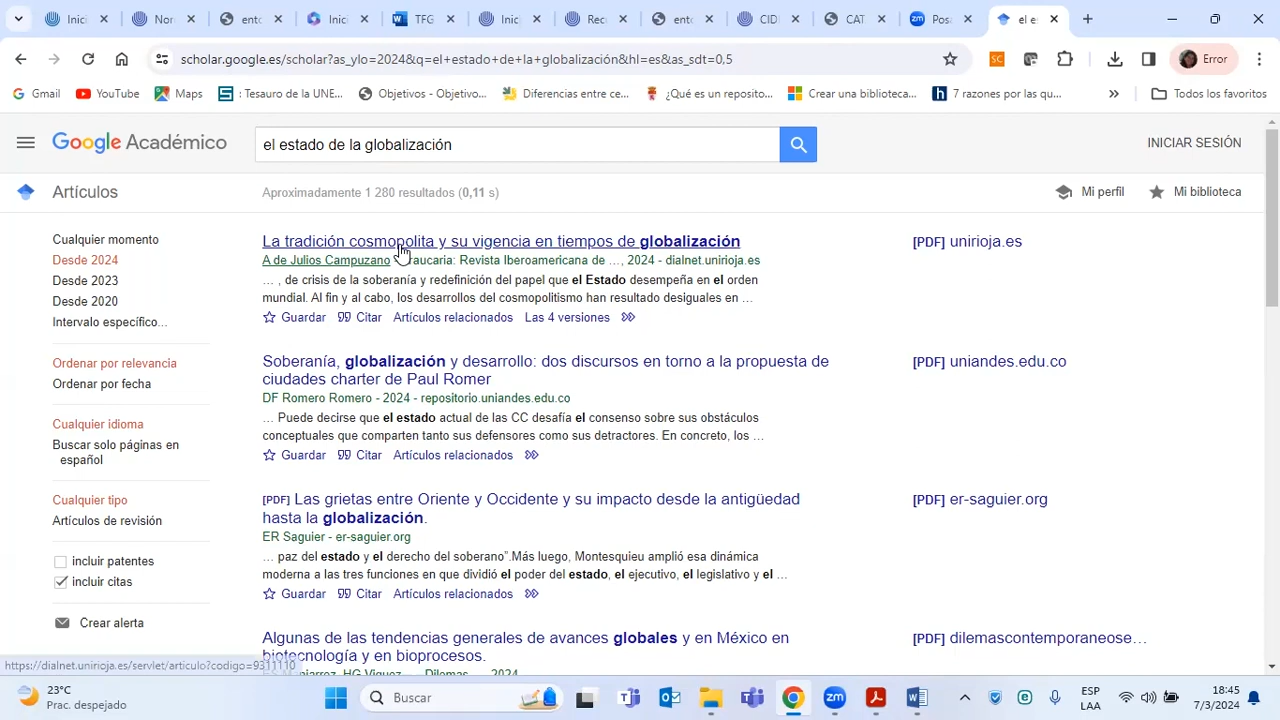 Inici
Nor
ento
Inic
TFG
Inic
Rec
ento
CID
CAT
Posa
el es
scholar.google.es/scholar?as_ylo=2024&q=el+estado+de+la+globalización&hl=es&as_sdt=0,5
Error
Gmail
YouTube
Maps
: Tesauro de la UNE...
Objetivos - Objetivo...
Diferencias entre ce...
¿Qué es un reposito...
Crear una biblioteca...
7 razones por las qu...
Todos los favoritos
Google Académico
el estado de la globalización
INICIAR SESIÓN
Artículos
Aproximadamente 1 280 resultados (0,11 s)
Mi perfil
Mi biblioteca
Cualquier momento
Desde 2024
Desde 2023
Desde 2020
Intervalo específico...
Ordenar por relevancia
Ordenar por fecha
Cualquier idioma
Buscar solo páginas en
español
Cualquier tipo
Artículos de revisión
incluir patentes
incluir citas
Crear alerta
La tradición cosmopolita y su vigencia en tiempos de globalización
A de Julios Campuzano - Araucaria: Revista Iberoamericana de ..., 2024 - dialnet.unirioja.es
... , de crisis de la soberanía y redefinición del papel que el Estado desempeña en el orden
mundial. Al fin y al cabo, los desarrollos del cosmopolitismo han resultado desiguales en ...
Guardar Citar Artículos relacionados Las 4 versiones
[PDF] unirioja.es
Soberanía, globalización y desarrollo: dos discursos en torno a la propuesta de
ciudades charter de Paul Romer
DF Romero Romero - 2024 - repositorio.uniandes.edu.co
... Puede decirse que el estado actual de las CC desafía el consenso sobre sus obstáculos
conceptuales que comparten tanto sus defensores como sus detractores. En concreto, los ...
Guardar Citar Artículos relacionados
[PDF] uniandes.edu.co
[PDF] Las grietas entre Oriente y Occidente y su impacto desde la antigüedad
hasta la globalización.
ER Saguier - er-saguier.org
... paz del estado y el derecho del soberano".Más luego, Montesquieu amplió esa dinámica
moderna a las tres funciones en que dividió el poder del estado, el ejecutivo, el legislativo y el ...
Guardar Citar Artículos relacionados
[PDF] er-saguier.org
Algunas de las tendencias generales de avances globales y en México en
biotecnología y en bioprocesos.
[PDF] dilemascontemporaneose...
https://dialnet.unirioja.es/servlet/articulo?codigo=9311110
23°C
Prac. despejado
Buscar
ESP
LAA
18:45
7/3/2024